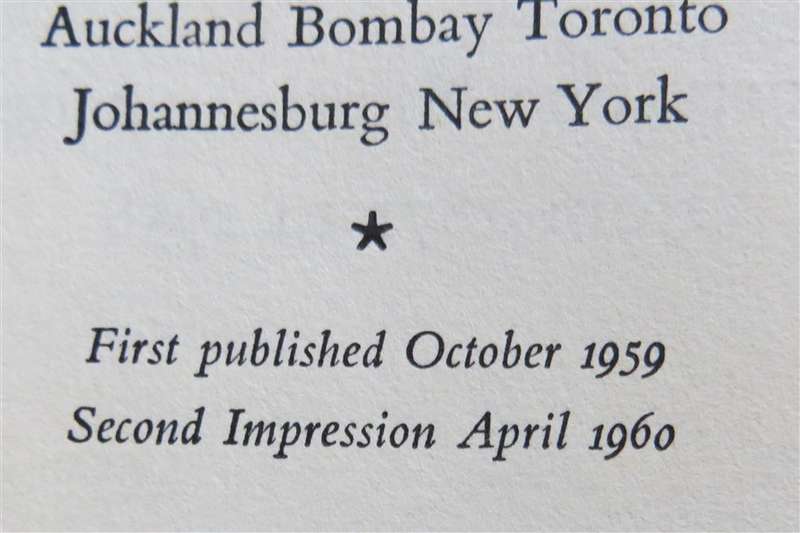 Auckland Bombay Toronto
Johannesburg New York
*
First published October 1959
Second Impression April 1960